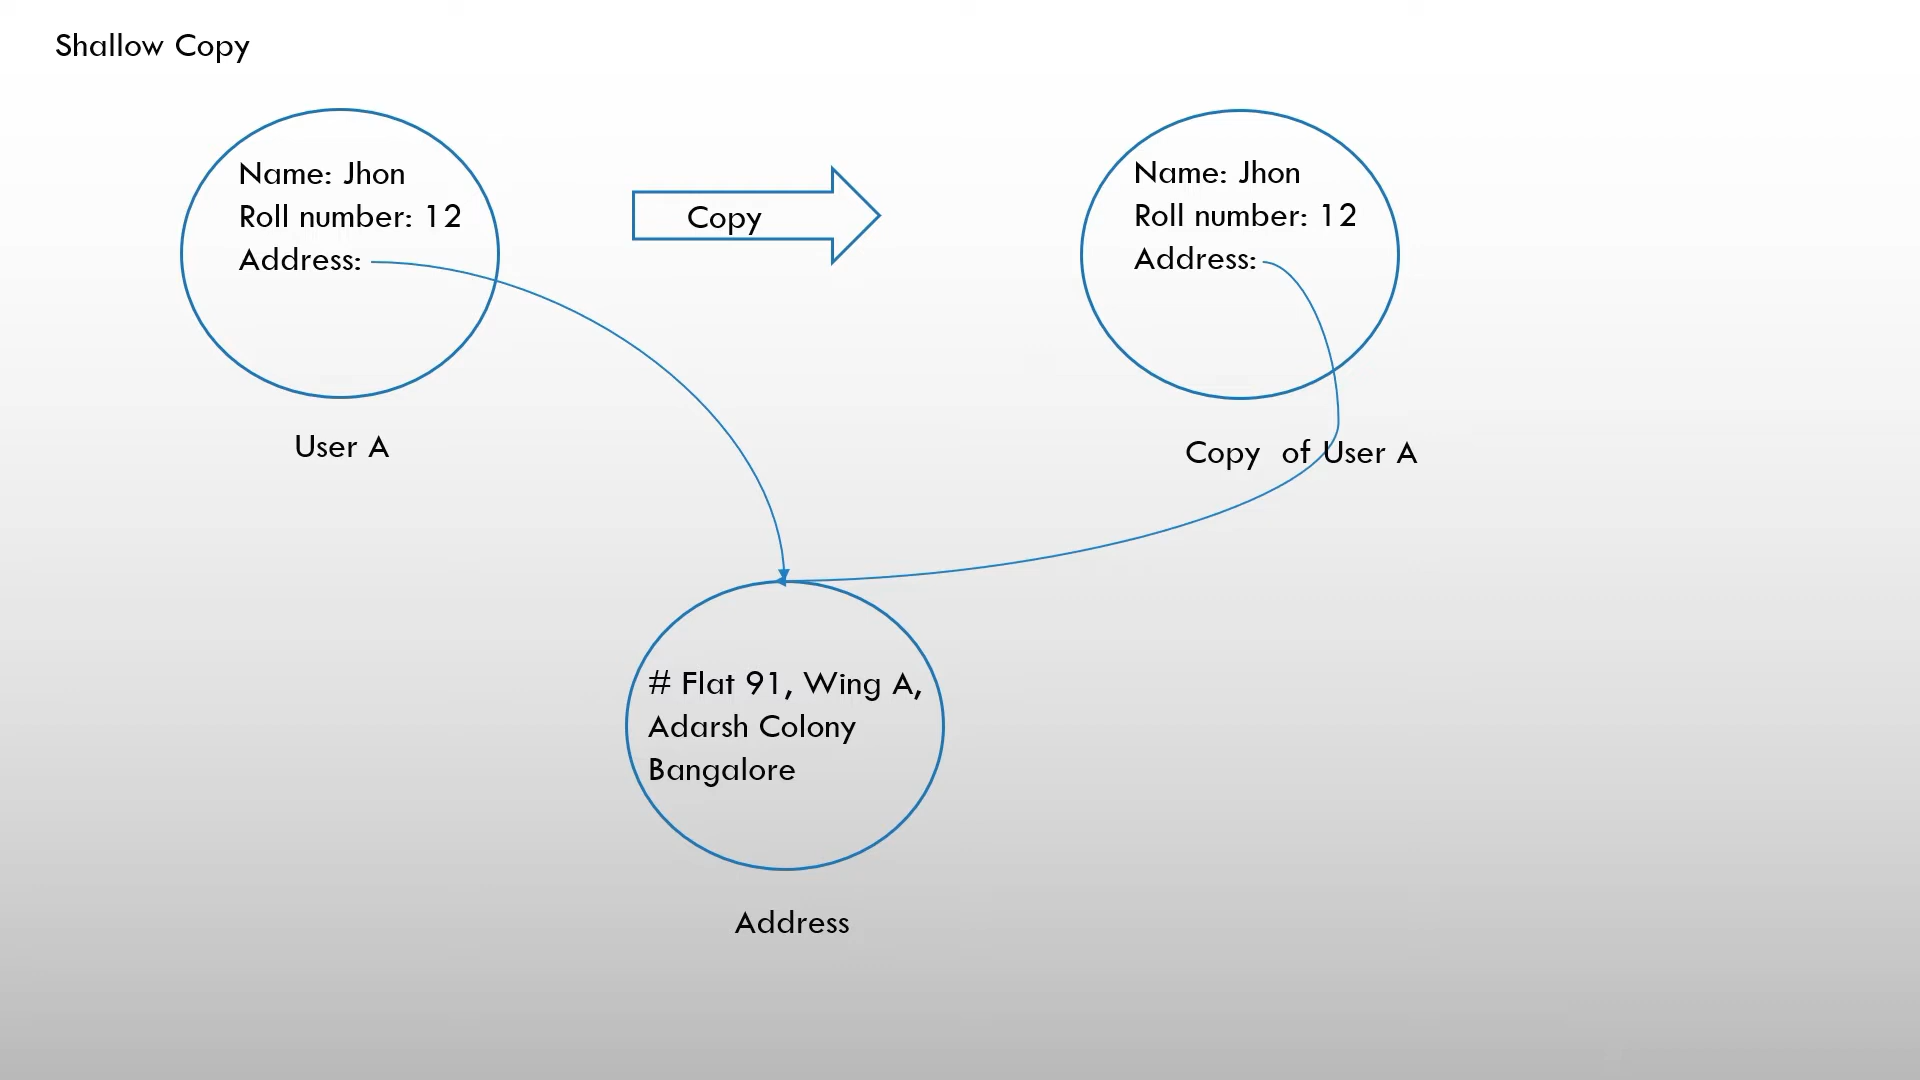 Shallow Copy
Name: Jhon
Roll number: 12
Address:
User A
Copy
Name: Jhon
Roll number: 12
Address:
Copy of User A
# Flat 91, Wing A,
Adarsh Colony
Bangalore
Address